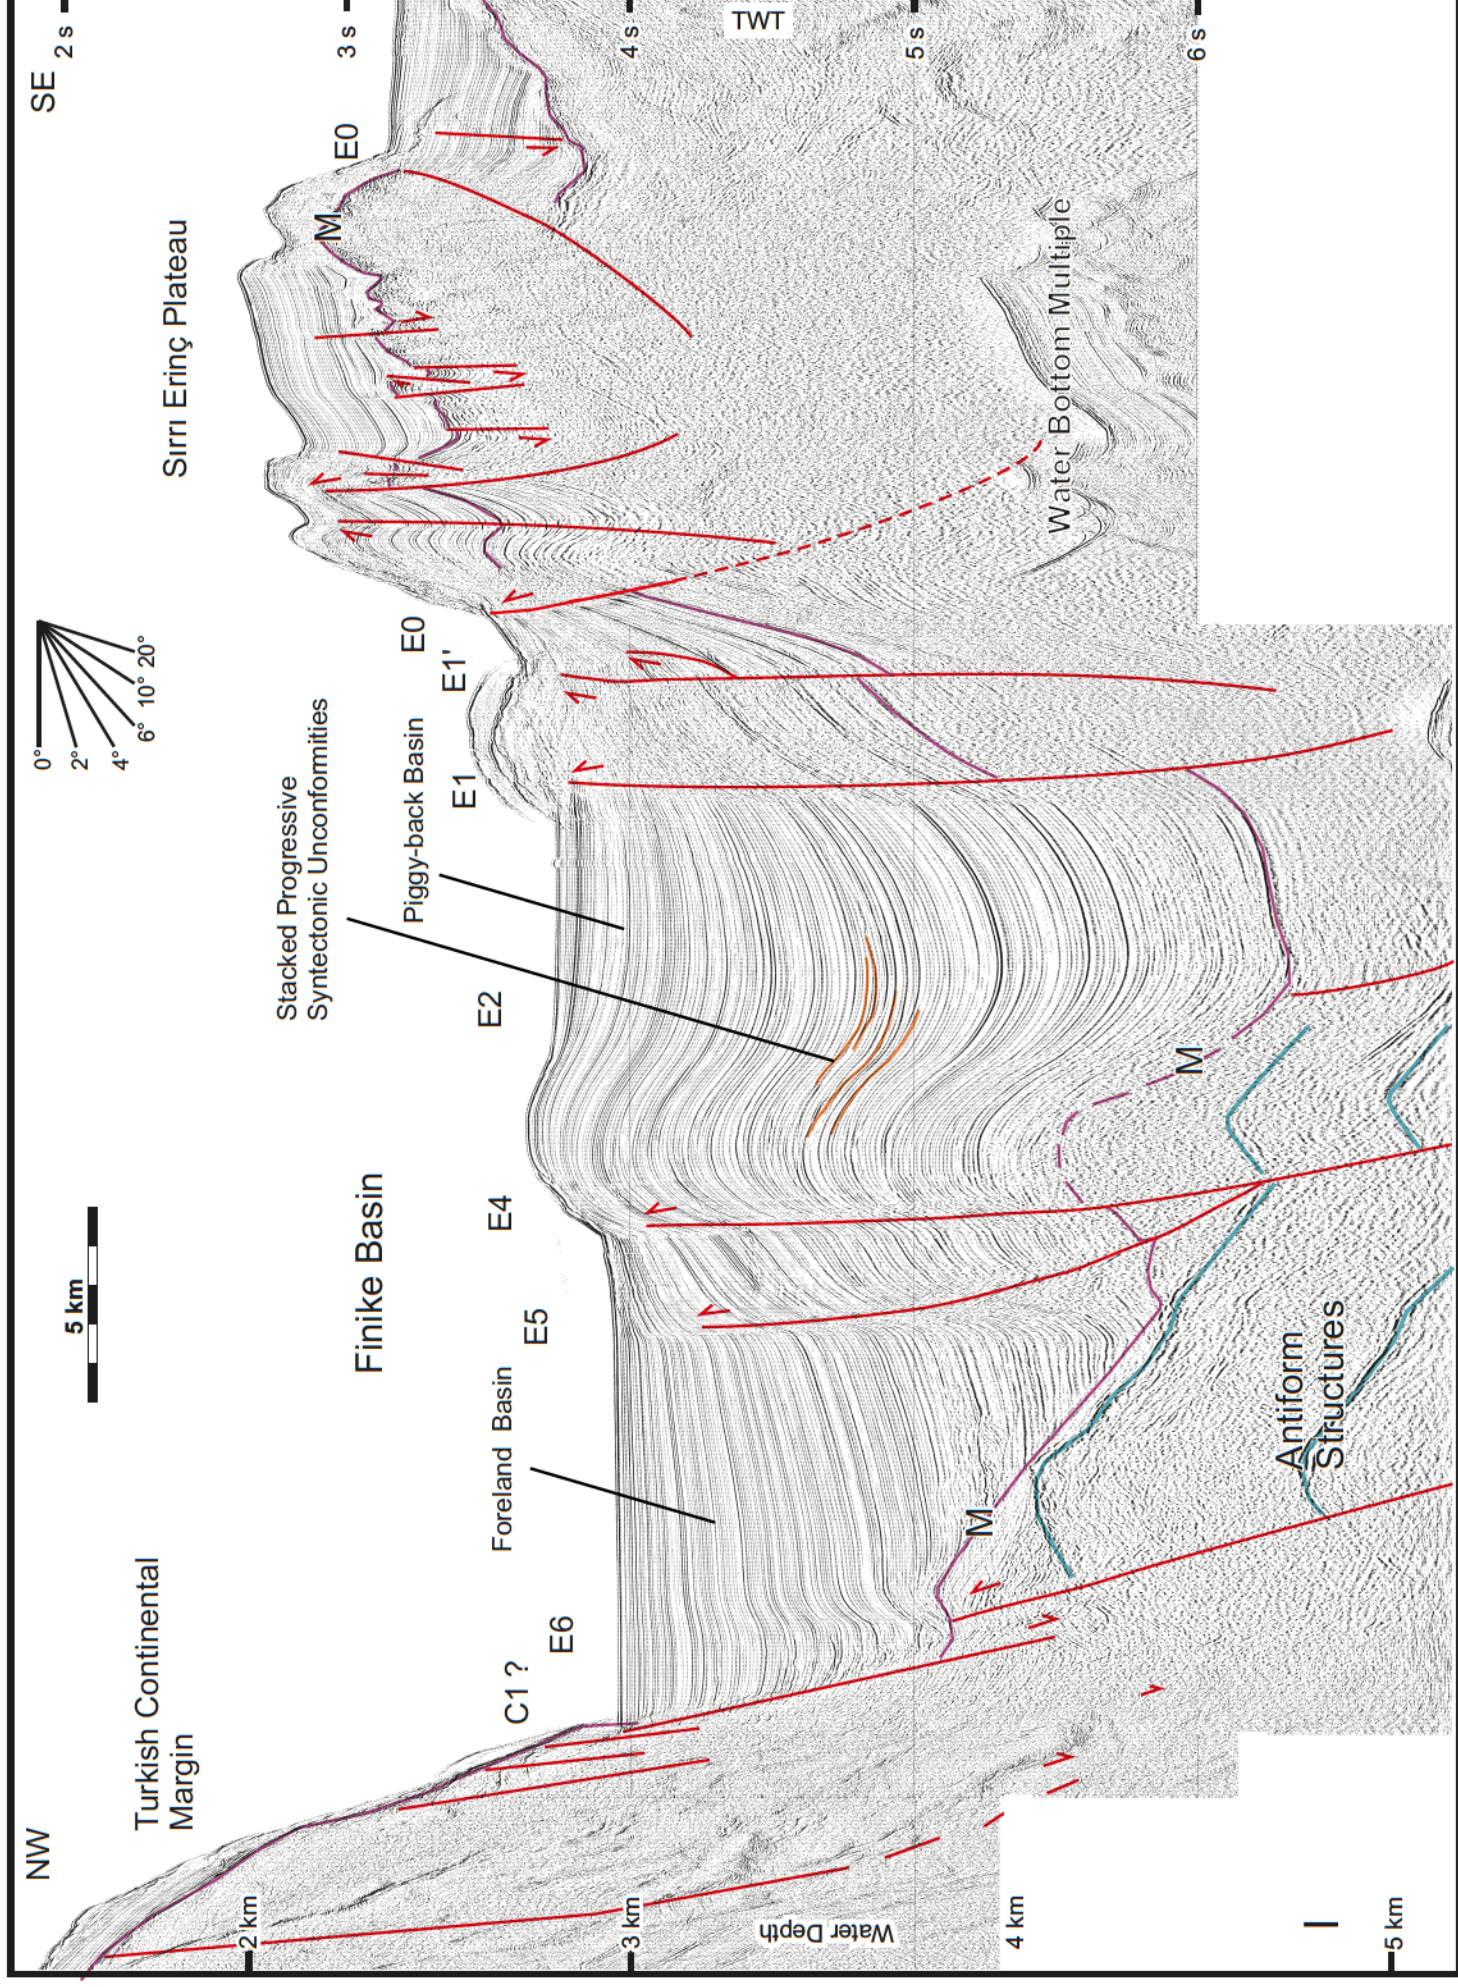 NW
SE
Turkish Continental
Margin
Finike Basin
Sırrı Erinç Plateau
5 km
0°
2°
4°
6°
10°
20°
Stacked Progressive
Syntectonic Unconformities
Piggy-back Basin
Foreland Basin
C1 ?
E6
E5
E4
E2
E1
E1'
E0
E0
M
M
M
Antiform
Structures
Water Bottom Multiple
2 km
3 km
4 km
5 km
Water Depth
2 s
3 s
4 s
5 s
6 s
TWT